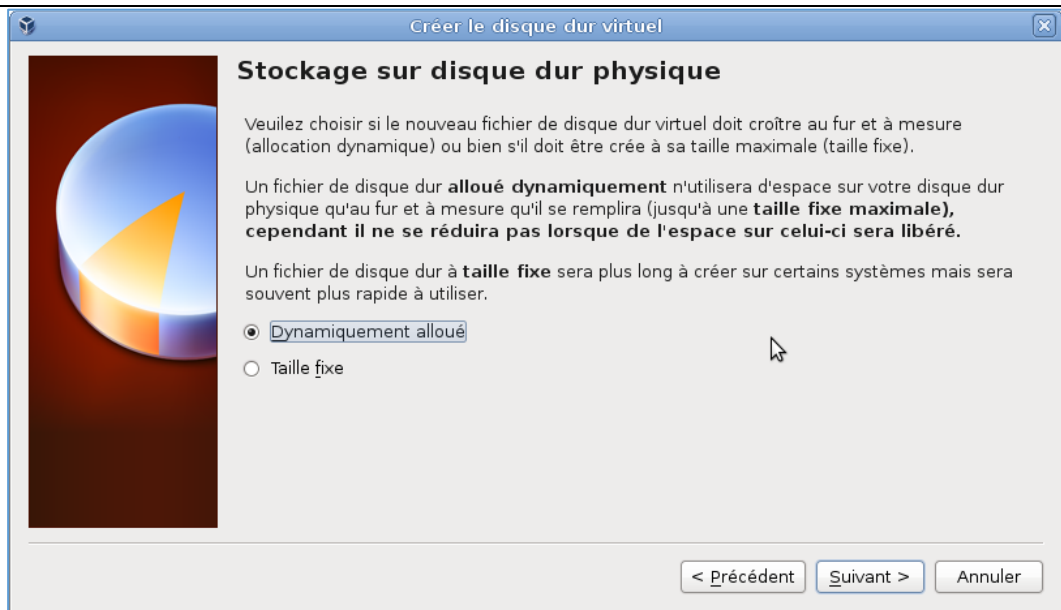 Créer le disque dur virtuel
Stockage sur disque dur physique
Veuilez choisir si le nouveau fichier de disque dur virtuel doit croître au fur et à mesure
(allocation dynamique) ou bien s'il doit être crée à sa taille maximale (taille fixe).
Un fichier de disque dur alloué dynamiquement n'utilisera d'espace sur votre disque dur
physique qu'au fur et à mesure qu'il se remplira (jusqu'à une taille fixe maximale),
cependant il ne se réduira pas lorsque de l'espace sur celui-ci sera libéré.
Un fichier de disque dur à taille fixe sera plus long à créer sur certains systèmes mais sera
souvent plus rapide à utiliser.
Dynamiquement alloué
Taille fixe
< Précédent
Suivant >
Annuler